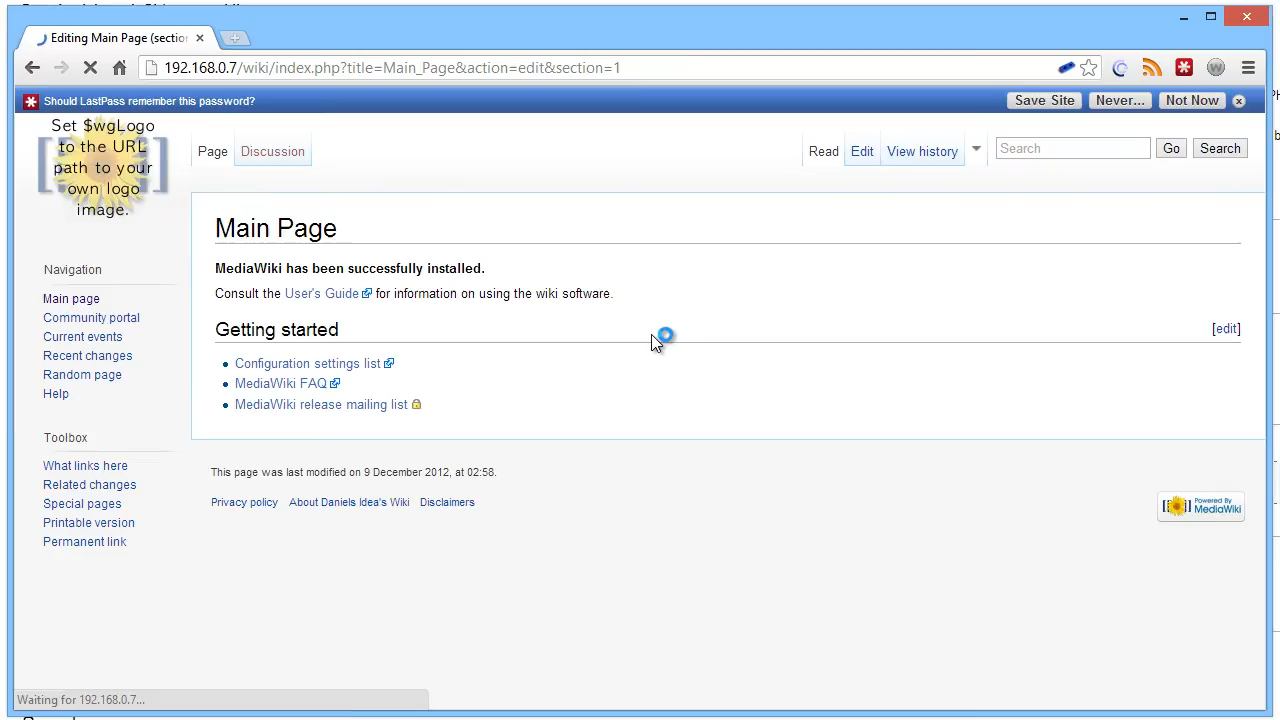 Editing Main Page (section
192.168.0.7/wiki/index.php?title=Main_Page&action=edit&section=1
Should LastPass remember this password?
Save Site
Never...
Not Now
Set $wgLogo
to the URL
path to your
own logo
image.
Page
Discussion
Read
Edit
View history
Search
Go
Search
Main Page
MediaWiki has been successfully installed.
Consult the User's Guide for information on using the wiki software.
Getting started
[edit]
Configuration settings list
MediaWiki FAQ
MediaWiki release mailing list
Navigation
Main page
Community portal
Current events
Recent changes
Random page
Help
Toolbox
What links here
Related changes
Special pages
Printable version
Permanent link
This page was last modified on 9 December 2012, at 02:58.
Privacy policy
About Daniels Idea's Wiki
Disclaimers
Powered By
MediaWiki
Waiting for 192.168.0.7...